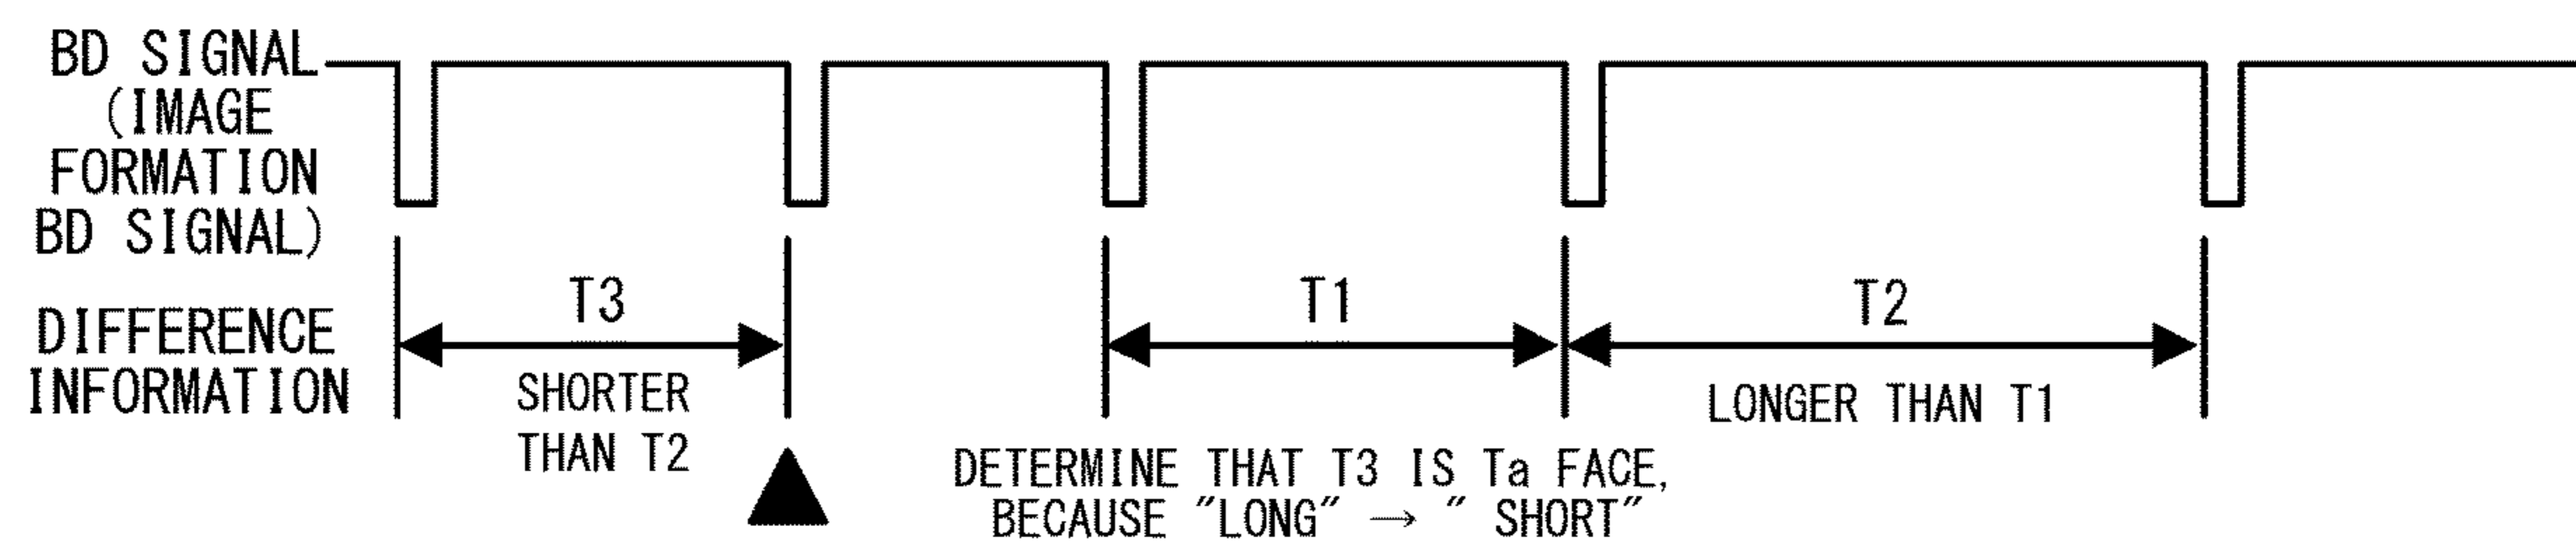 BD SIGNAL
(IMAGE
FORMATION
BD SIGNAL)
DIFFERENCE
INFORMATION
T3
SHORTER
THAN T2
T1
T2
LONGER THAN T1
DETERMINE THAT T3 IS Ta FACE,
BECAUSE "LONG" → " SHORT"